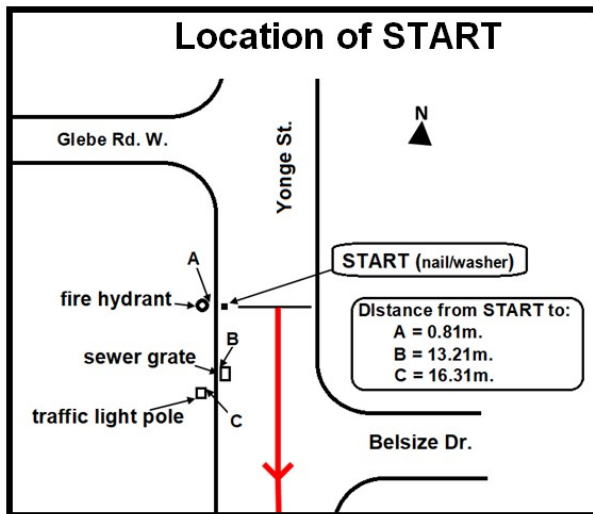 Location of START
Glebe Rd. W.
Yonge St.
N
A
START (nail/washer)
fire hydrant
Distance from START to:
A = 0.81m.
B = 13.21m.
C = 16.31m.
B
sewer grate
traffic light pole
C
Belsize Dr.